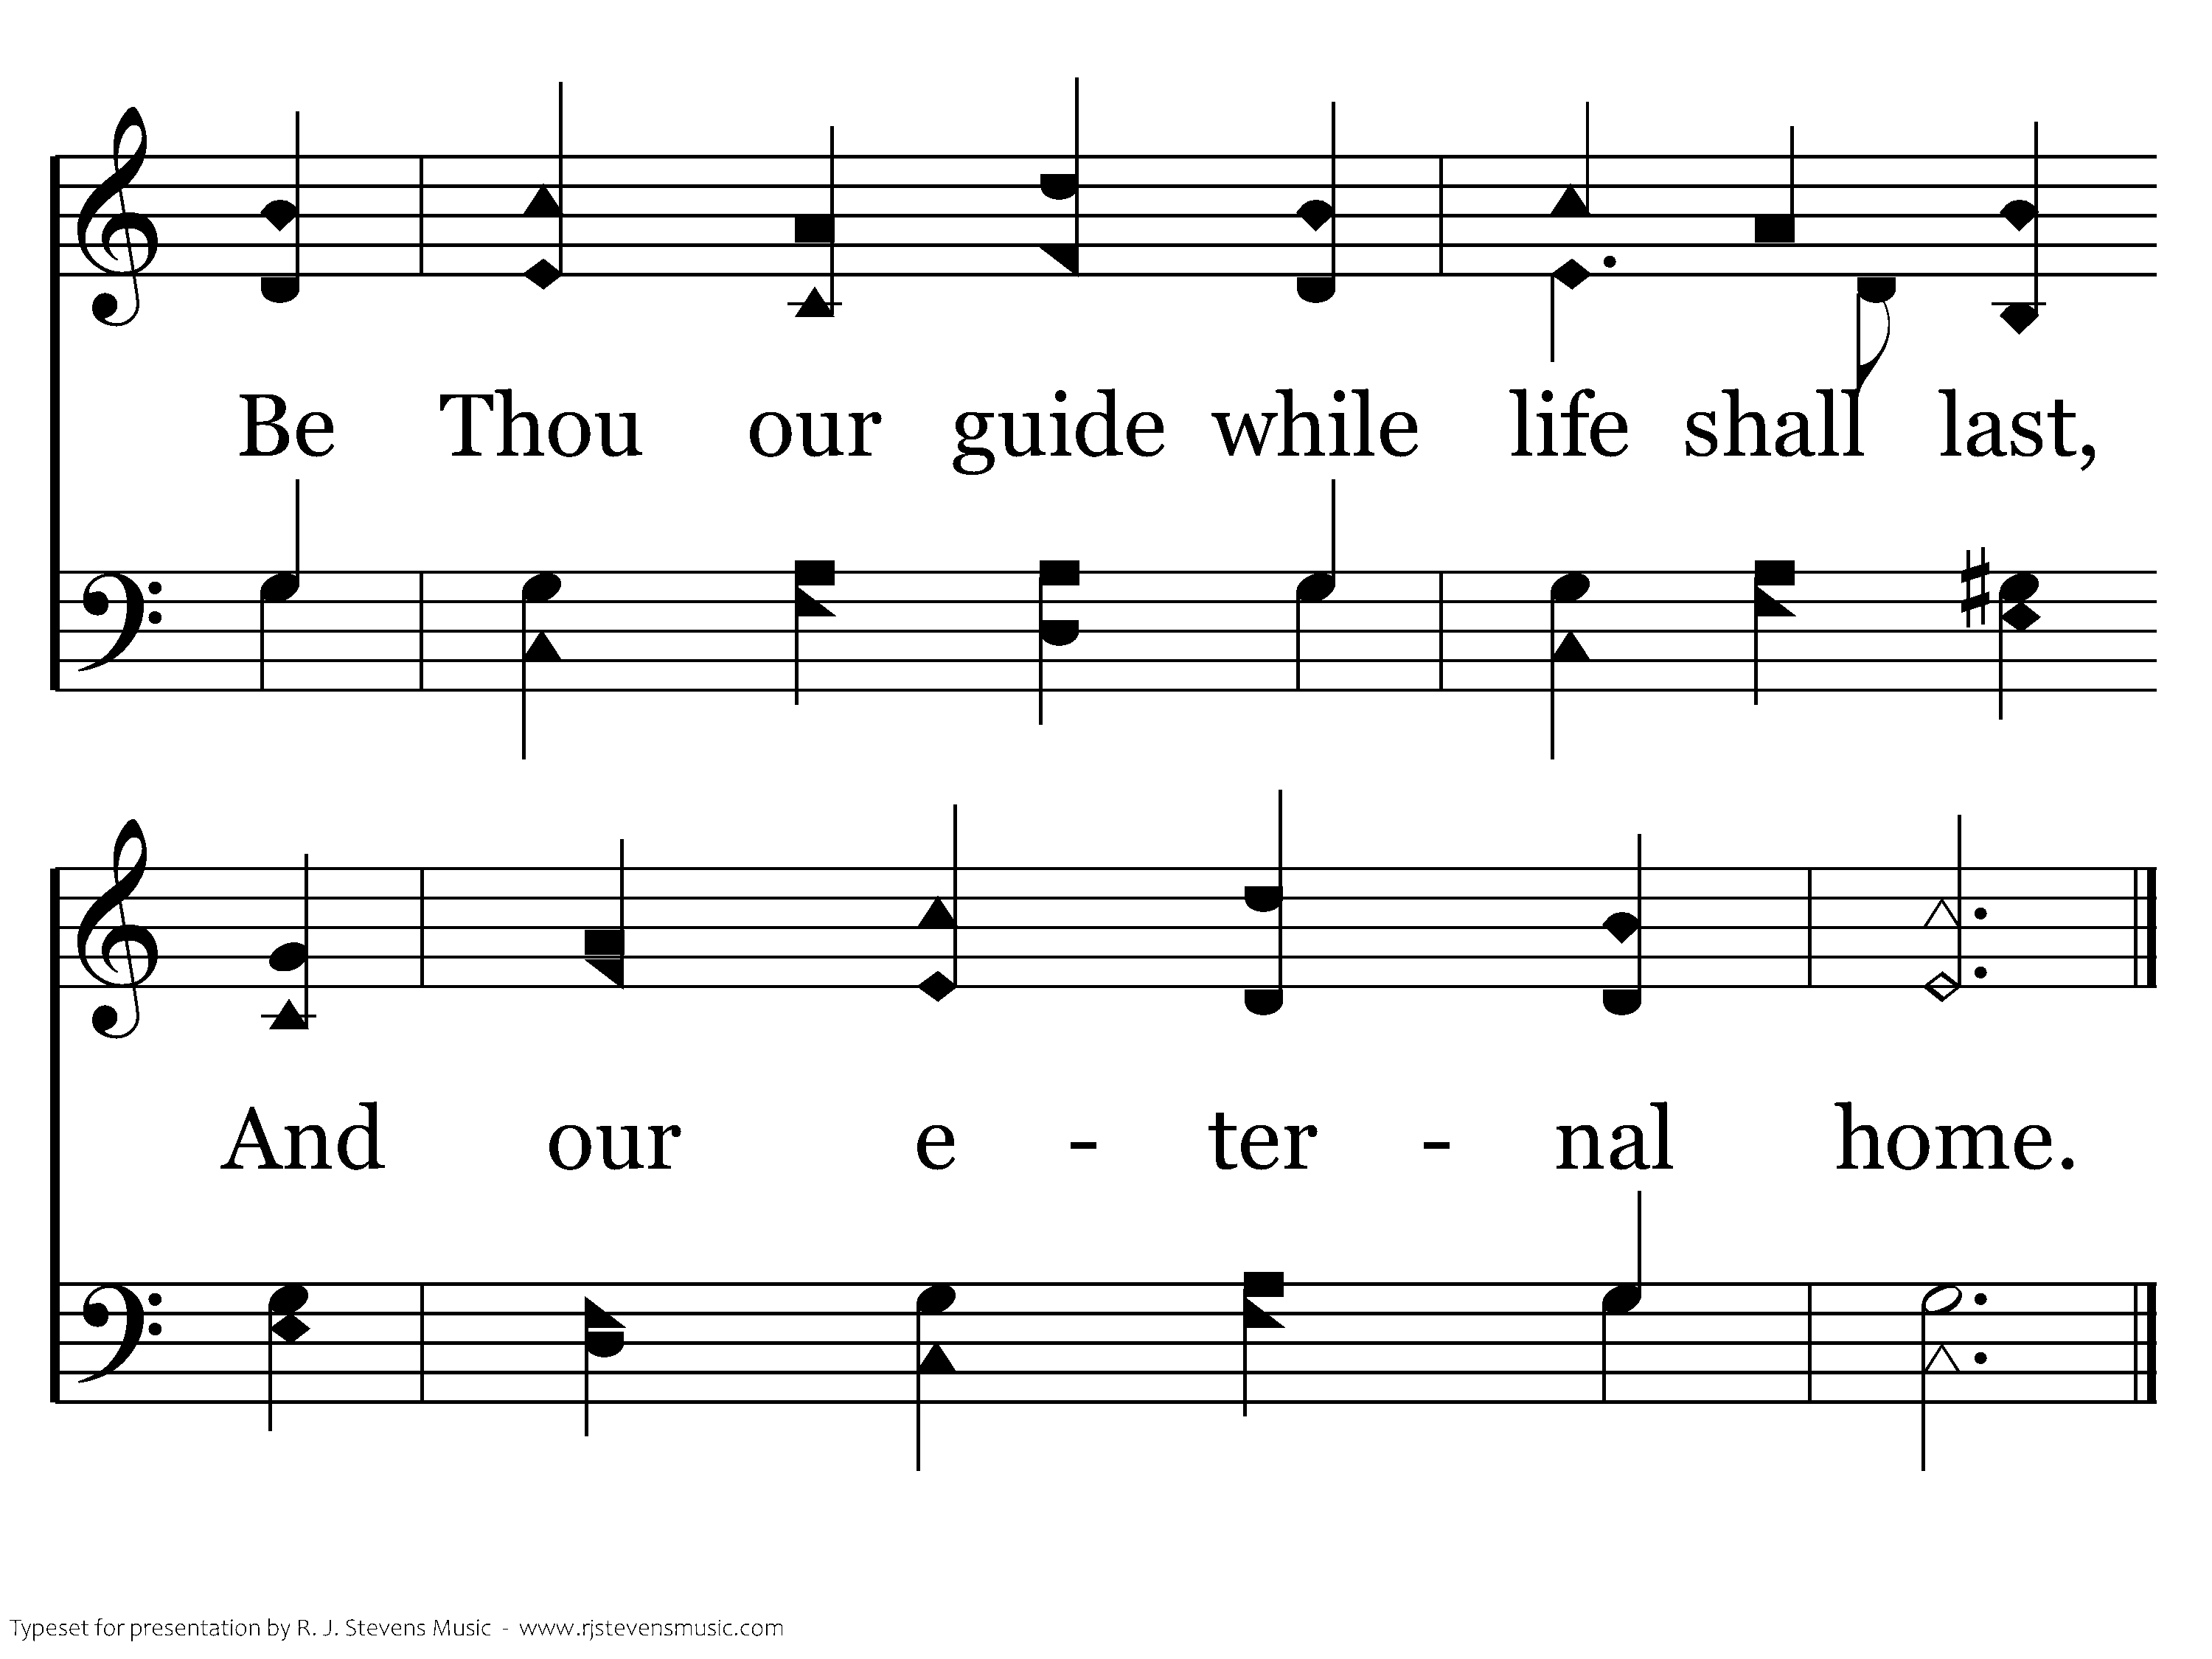 Be Thou our guide while life shall last,
And our e - ter - nal home.
Typeset for presentation by R. J. Stevens Music - www.rjstevensmusic.com